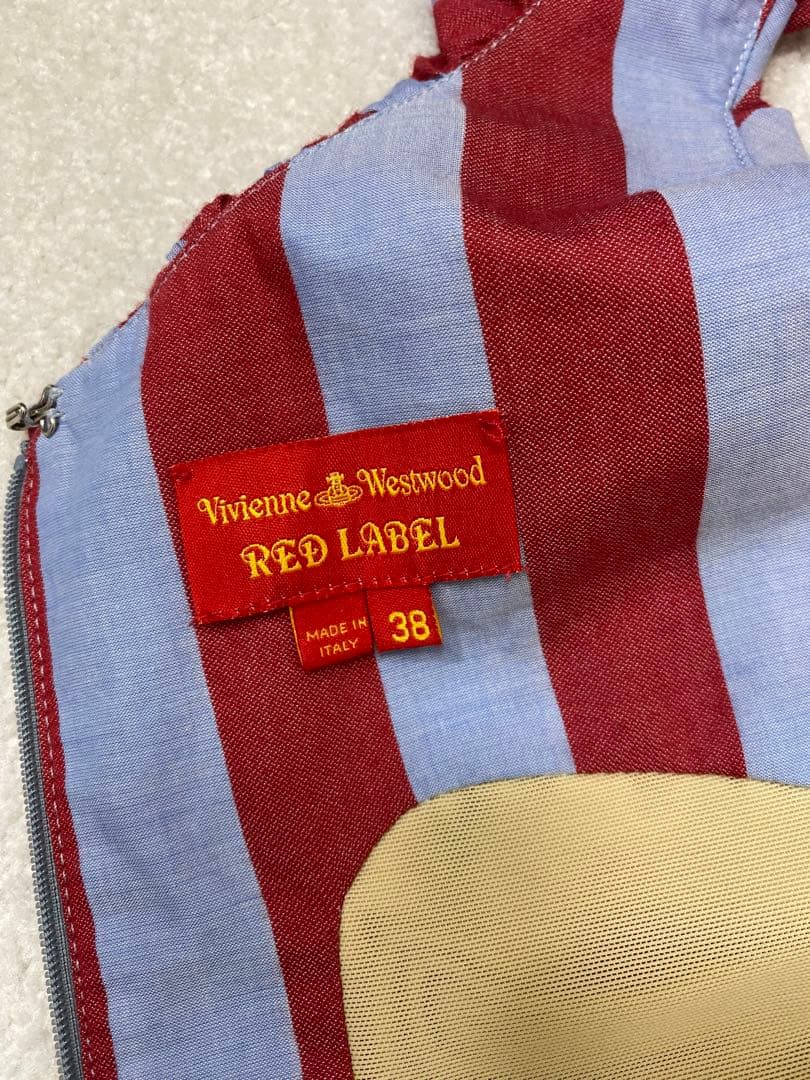 Vivienne Westwood
RED LABEL
MADE IN
ITALY
38